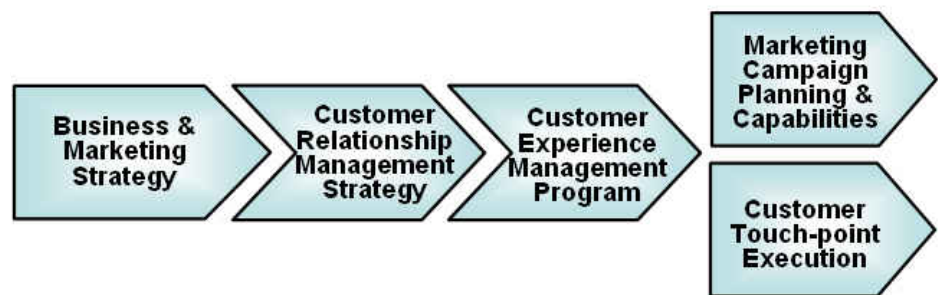 Business &
Marketing
Strategy
Customer
Relationship
Management
Strategy
Customer
Experience
Management
Program
Marketing
Campaign
Planning &
Capabilities
Customer
Touch-point
Execution